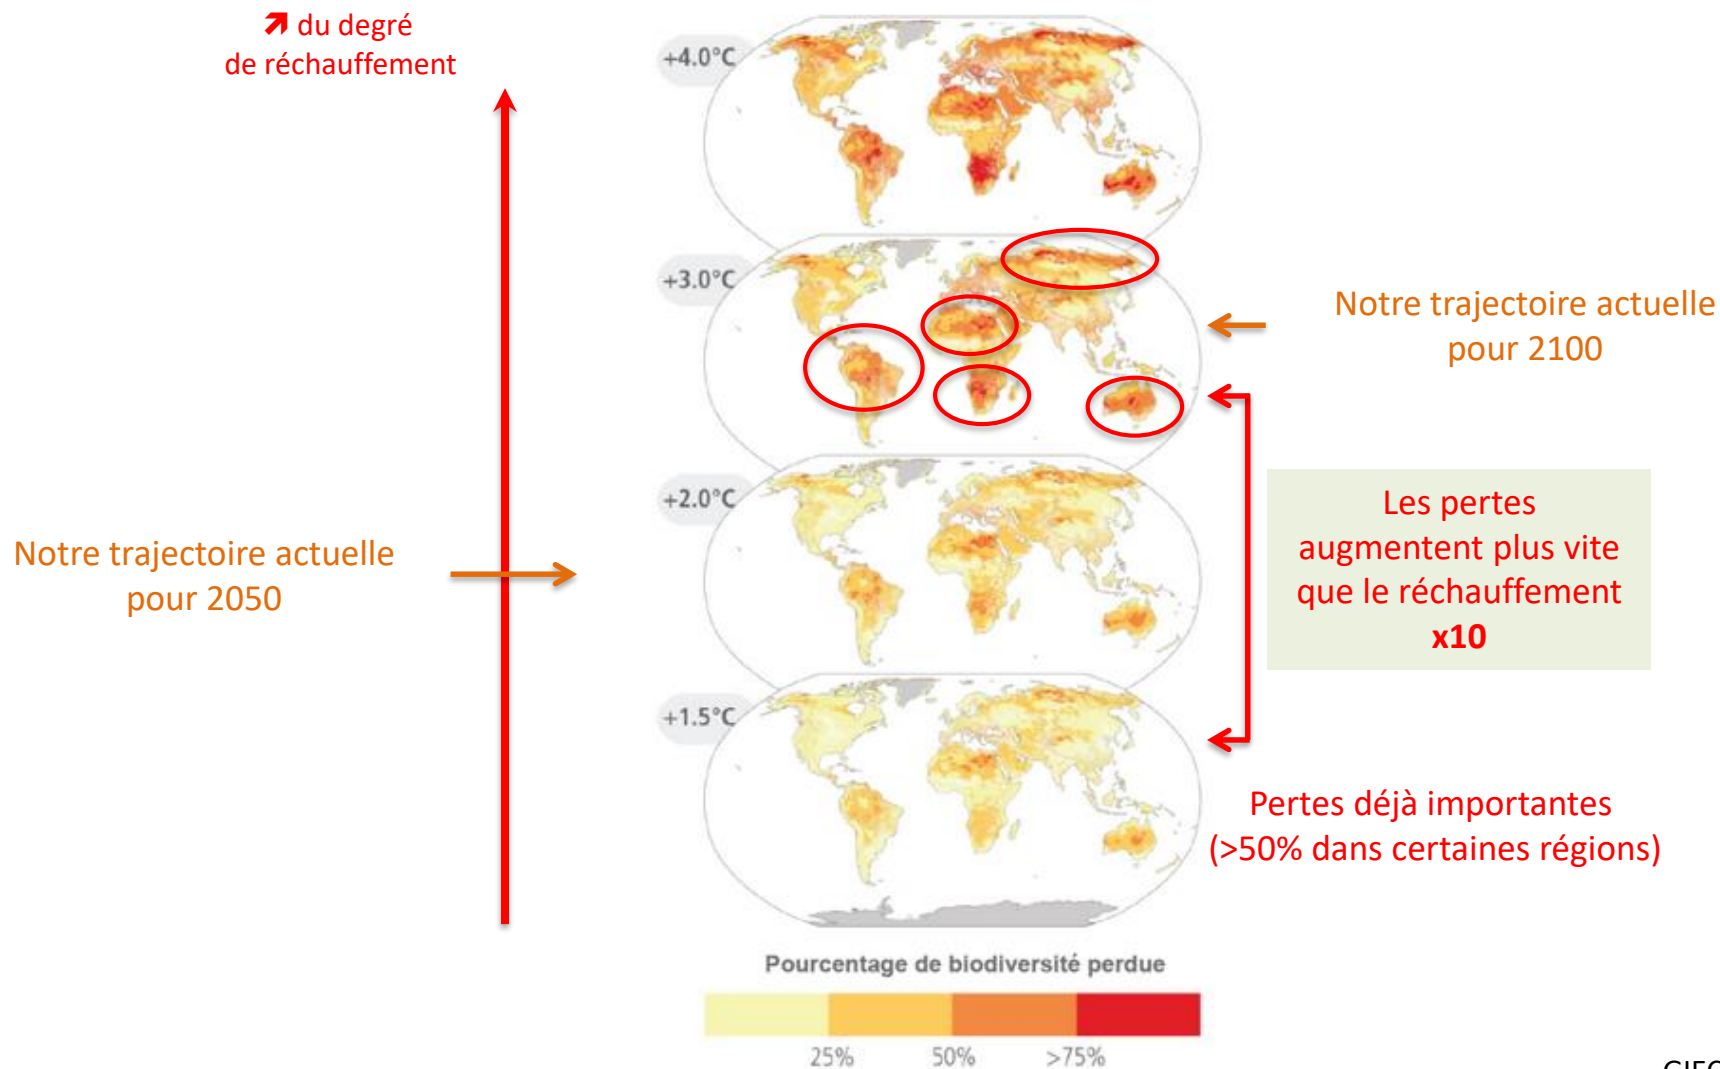 ↗ du degré
de réchauffement
+4.0°C
+3.0°C
Notre trajectoire actuelle
pour 2100
+2.0°C
Notre trajectoire actuelle
pour 2050
Les pertes
augmentent plus vite
que le réchauffement
x10
+1.5°C
Pertes déjà importantes
(>50% dans certaines régions)
Pourcentage de biodiversité perdue
25% 50% >75%